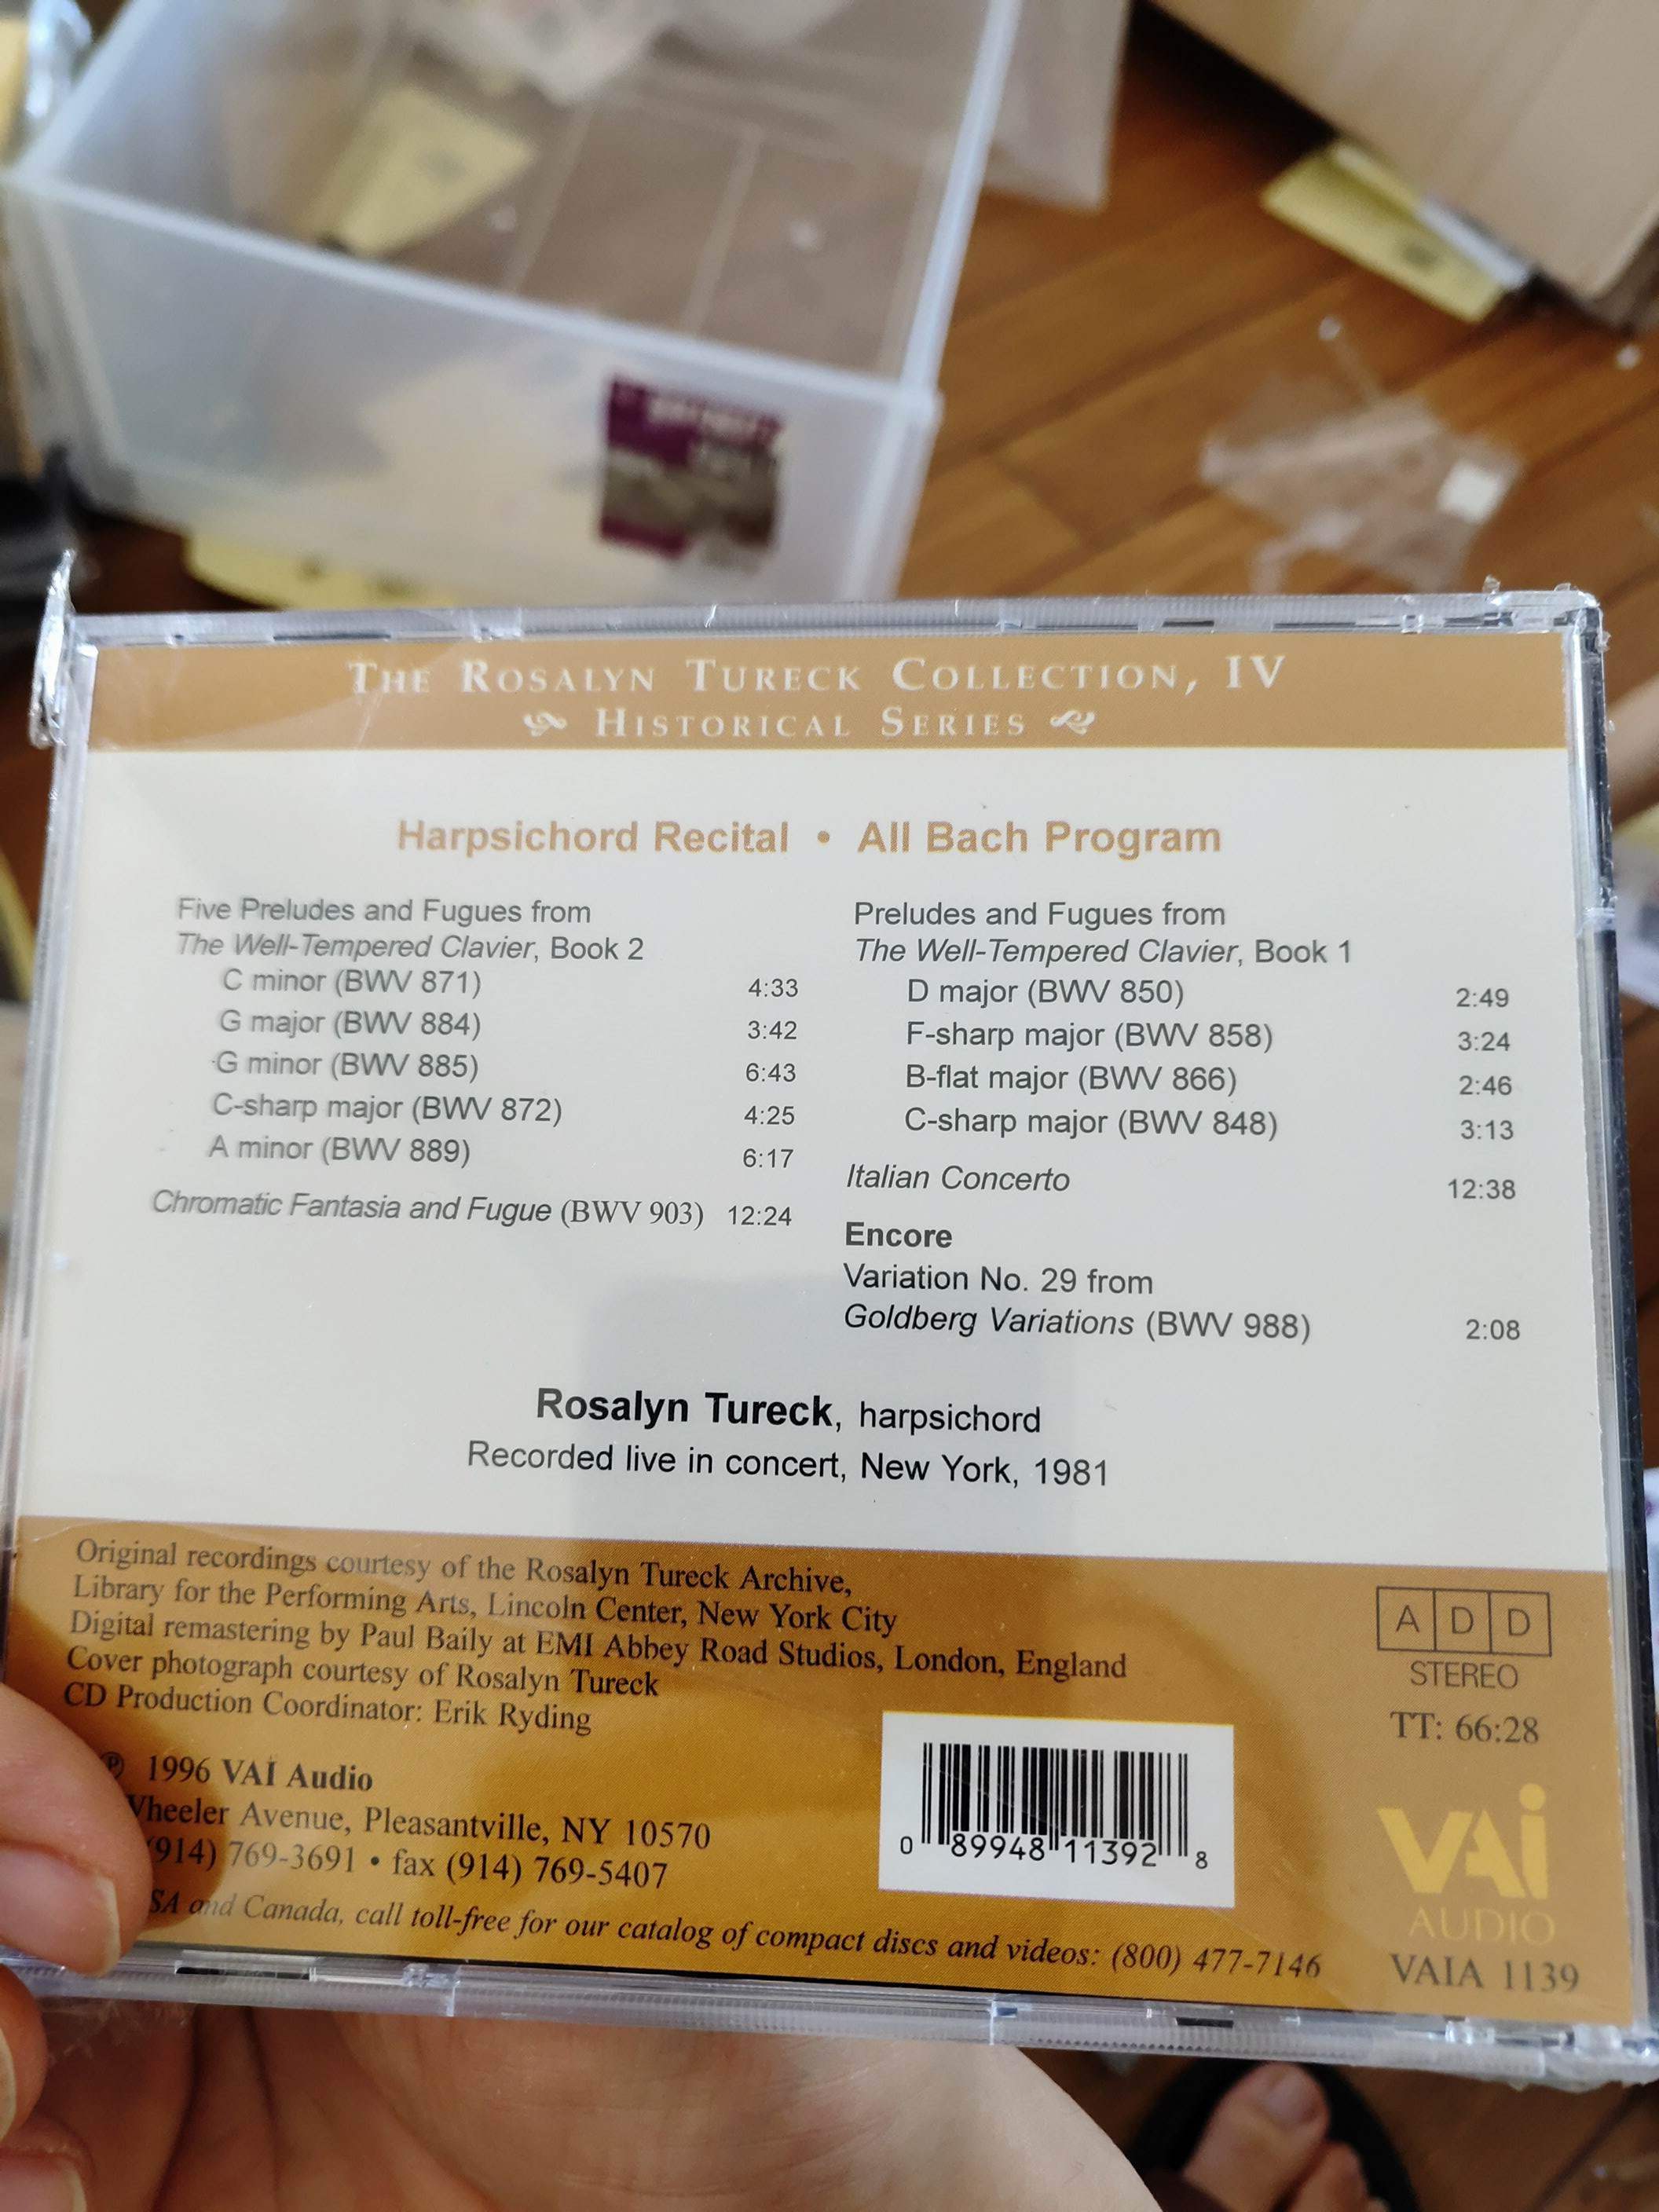 THE ROSALYN TURECK COLLECTION, IV
HISTORICAL SERIES
Harpsichord Recital • All Bach Program
Five Preludes and Fugues from
The Well-Tempered Clavier, Book 2
C minor (BWV 871) 4:33
G major (BWV 884) 3:42
G minor (BWV 885) 6:43
C-sharp major (BWV 872) 4:25
A minor (BWV 889) 6:17
Chromatic Fantasia and Fugue (BWV 903) 12:24
Preludes and Fugues from
The Well-Tempered Clavier, Book 1
D major (BWV 850) 2:49
F-sharp major (BWV 858) 3:24
B-flat major (BWV 866) 2:46
C-sharp major (BWV 848) 3:13
Italian Concerto 12:38
Encore
Variation No. 29 from
Goldberg Variations (BWV 988) 2:08
Rosalyn Tureck, harpsichord
Recorded live in concert, New York, 1981
Original recordings courtesy of the Rosalyn Tureck Archive,
Library for the Performing Arts, Lincoln Center, New York City
Digital remastering by Paul Baily at EMI Abbey Road Studios, London, England
Cover photograph courtesy of Rosalyn Tureck
CD Production Coordinator: Erik Ryding
℗ 1996 VAI Audio
Wheeler Avenue, Pleasantville, NY 10570
(914) 769-3691 • fax (914) 769-5407
SA and Canada, call toll-free for our catalog of compact discs and videos: (800) 477-7146
0 89948 11392 8
A D D
STEREO
TT: 66:28
VAI
AUDIO
VAIA 1139